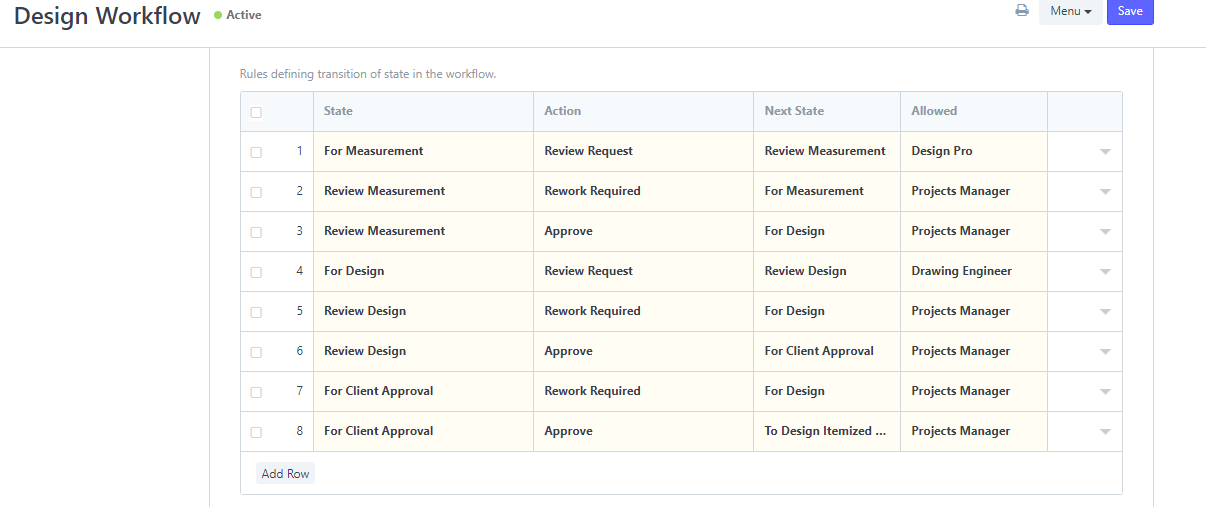 Design Workflow Active Menu Save
Rules defining transition of state in the workflow.
State Action Next State Allowed
1 For Measurement Review Request Review Measurement Design Pro
2 Review Measurement Rework Required For Measurement Projects Manager
3 Review Measurement Approve For Design Projects Manager
4 For Design Review Request Review Design Drawing Engineer
5 Review Design Rework Required For Design Projects Manager
6 Review Design Approve For Client Approval Projects Manager
7 For Client Approval Rework Required For Design Projects Manager
8 For Client Approval Approve To Design Itemized ... Projects Manager
Add Row